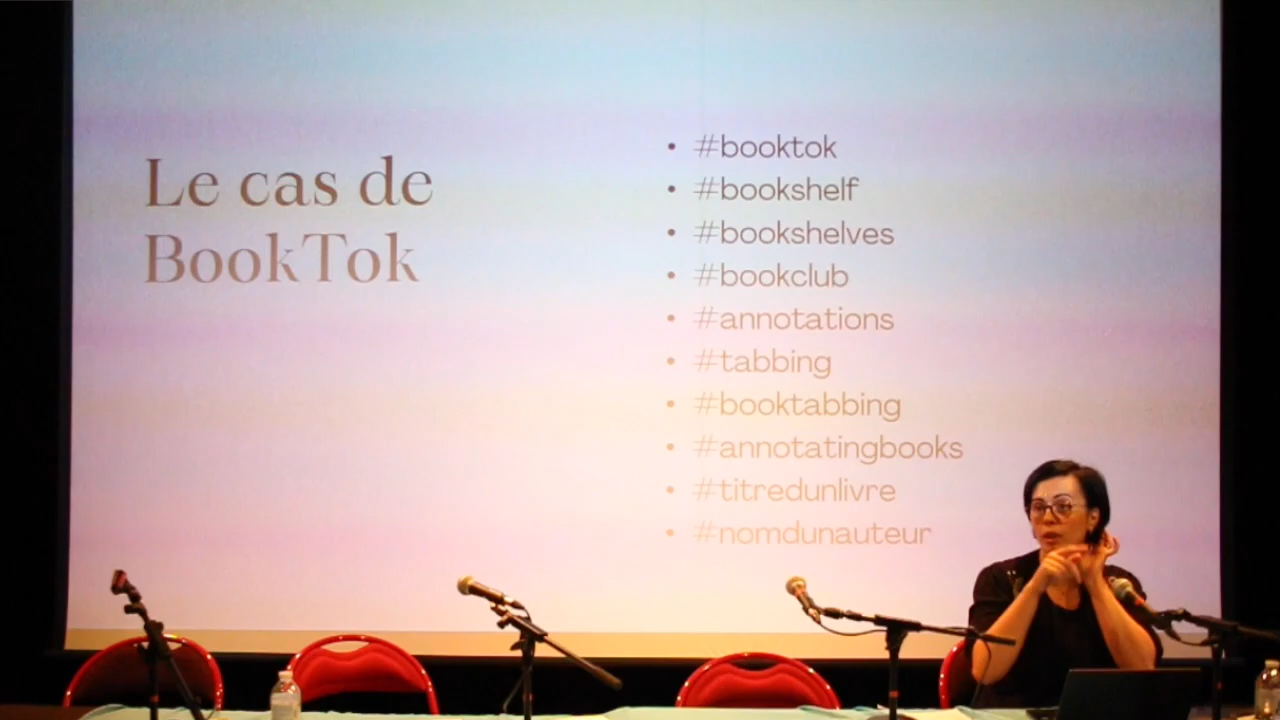 Le cas de
BookTok
• #booktok
• #bookshelf
• #bookshelves
• #bookclub
• #annotations
• #tabbing
• #booktabbing
• #annotatingbooks
• #titredunlivre
• #nomdunauteur